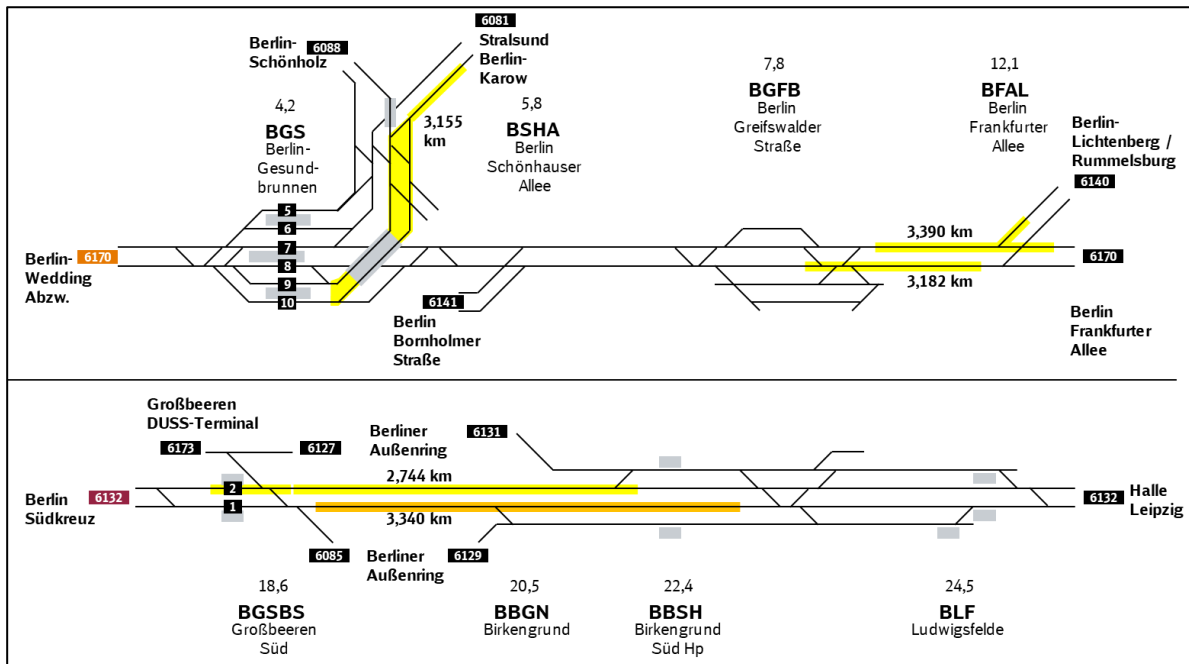 6081
Stralsund
Berlin-
Karow
Berlin-
Schönholz
6088
4,2
BGS
Berlin-
Gesund-
brunnen
3,155
km
5,8
BSHA
Berlin
Schönhauser
Allee
7,8
BGFB
Berlin
Greifswalder
Straße
12,1
BFAL
Berlin
Frankfurter
Allee
Berlin-
Lichtenberg /
Rummelsburg
6140
5
6
7
8
9
10
Berlin-
Wedding
Abzw.
6170
3,390 km
3,182 km
6170
6141
Berlin
Bornholmer
Straße
Berlin
Frankfurter
Allee
Großbeeren
DUSS-Terminal
6173
6127
Berliner
Außenring
6131
2,744 km
Berlin
Südkreuz
6132
2
1
3,340 km
6132
Halle
Leipzig
6085
Berliner
Außenring
6129
18,6
BGSBS
Großbeeren
Süd
20,5
BBGN
Birkengrund
22,4
BBSH
Birkengrund
Süd Hp
24,5
BLF
Ludwigsfelde